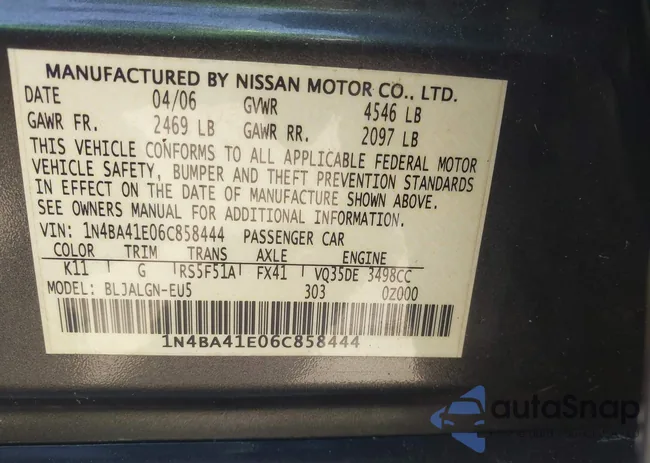 MANUFACTURED BY NISSAN MOTOR CO., LTD.
DATE 04/06 GVWR 4546 LB
GAWR FR. 2469 LB GAWR RR. 2097 LB
THIS VEHICLE CONFORMS TO ALL APPLICABLE FEDERAL MOTOR
VEHICLE SAFETY, BUMPER AND THEFT PREVENTION STANDARDS
IN EFFECT ON THE DATE OF MANUFACTURE SHOWN ABOVE.
SEE OWNERS MANUAL FOR ADDITIONAL INFORMATION.
VIN: 1N4BA41E06C858444 PASSENGER CAR
COLOR TRIM TRANS AXLE ENGINE
K11 G RS5F51A FX41 VQ35DE 3498CC
MODEL: BLJALGN-EU5 303 0Z000
1N4BA41E06C858444
autoSnap